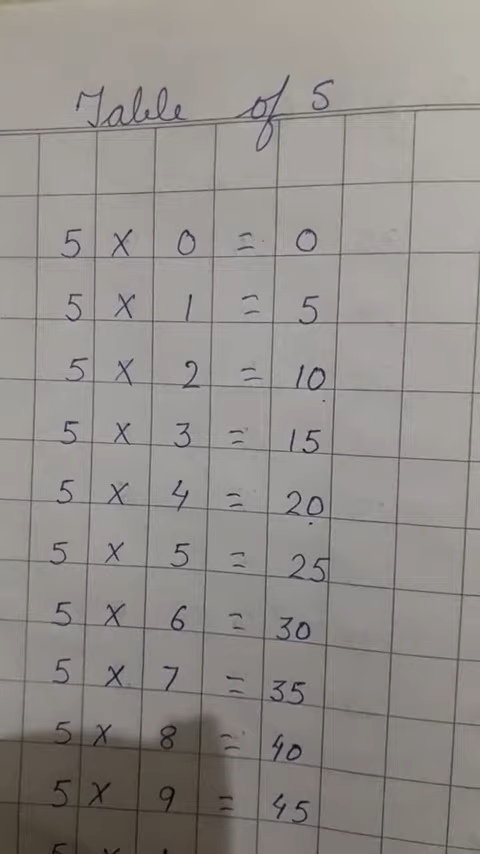 Table of 5
5 x 0 = 0
5 x 1 = 5
5 x 2 = 10
5 x 3 = 15
5 x 4 = 20
5 x 5 = 25
5 x 6 = 30
5 x 7 = 35
5 x 8 = 40
5 x 9 = 45